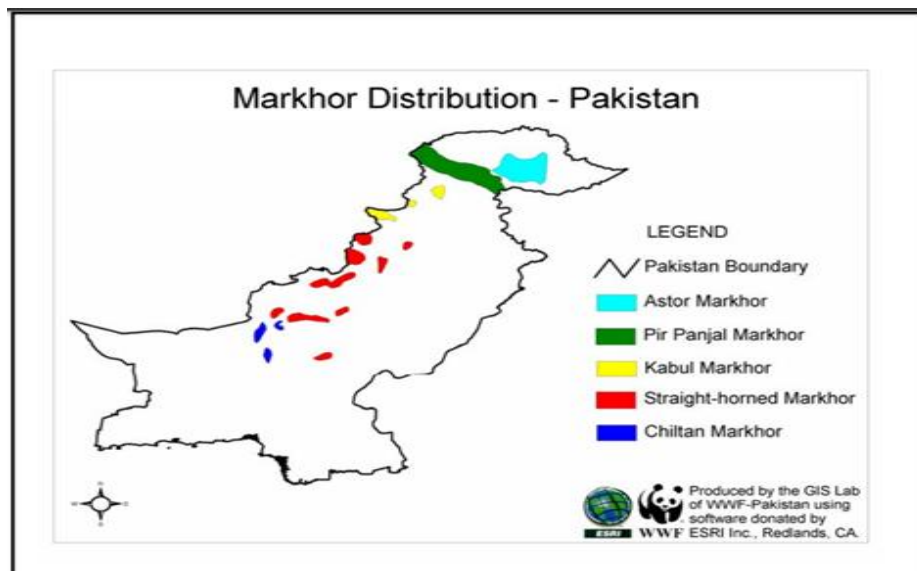 Markhor Distribution - Pakistan
LEGEND
Pakistan Boundary
Astor Markhor
Pir Panjal Markhor
Kabul Markhor
Straight-horned Markhor
Chiltan Markhor
ESRI
WWF
Produced by the GIS Lab
of WWF-Pakistan using
software donated by
ESRI Inc., Redlands, CA.